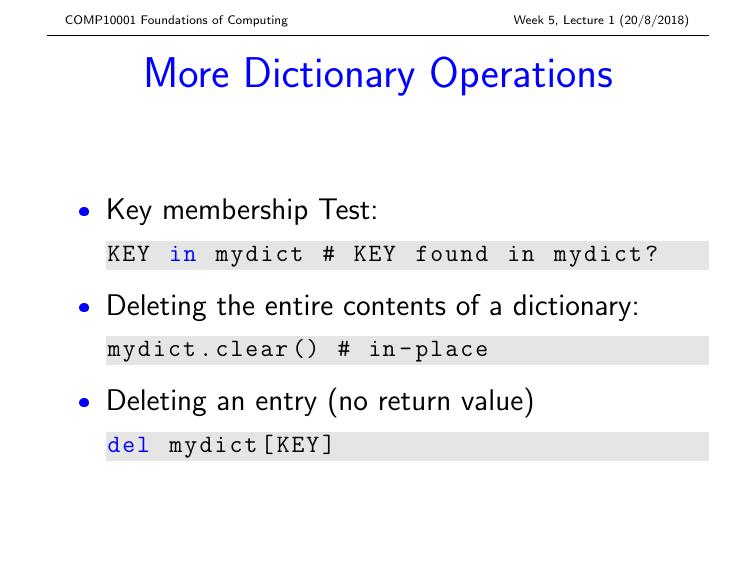 COMP10001 Foundations of Computing Week 5, Lecture 1 (20/8/2018)
More Dictionary Operations
• Key membership Test:
KEY in mydict # KEY found in mydict?
• Deleting the entire contents of a dictionary:
mydict.clear() # in-place
• Deleting an entry (no return value)
del mydict[KEY]